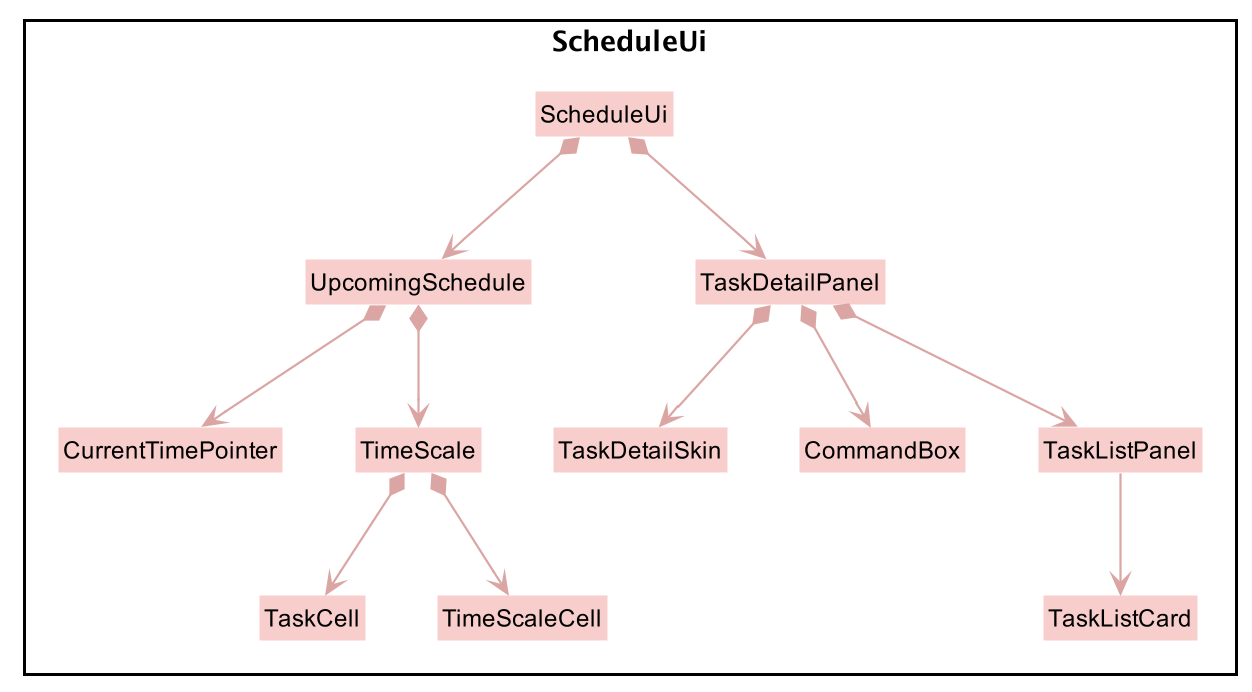 ScheduleUi
ScheduleUi
UpcomingSchedule
TaskDetailPanel
CurrentTimePointer
TimeScale
TaskDetailSkin
CommandBox
TaskListPanel
TaskCell
TimeScaleCell
TaskListCard